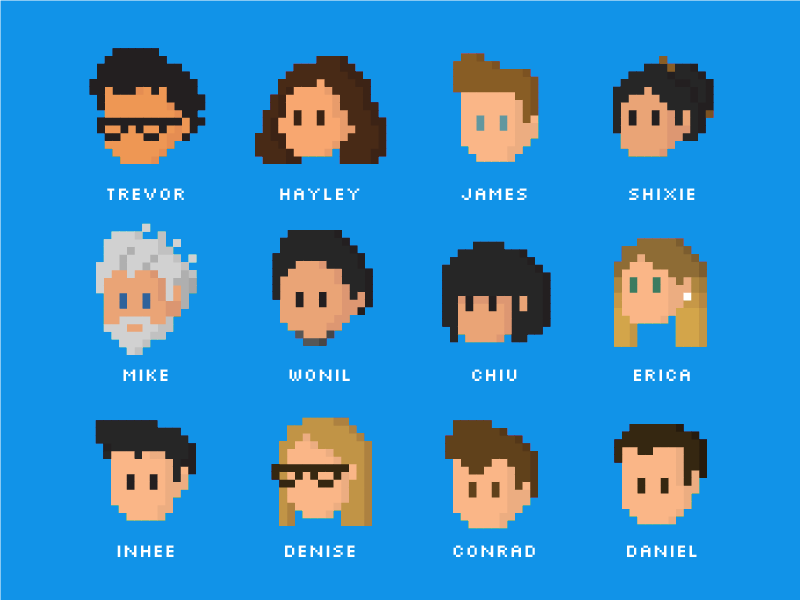 TREVOR HAYLEY JAMES SHIXIE
MIKE WONIL CHIU ERICA
INHEE DENISE CONRAD DANIEL